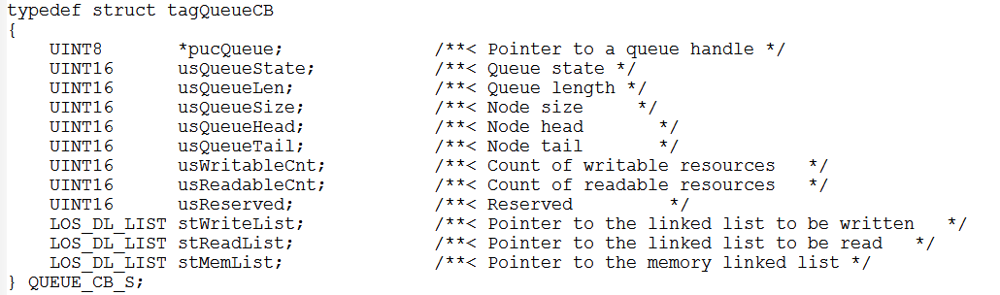 typedef struct tagQueueCB
{
    UINT8       *pucQueue;              /**< Pointer to a queue handle */
    UINT16      usQueueState;           /**< Queue state */
    UINT16      usQueueLen;             /**< Queue length */
    UINT16      usQueueSize;            /**< Node size     */
    UINT16      usQueueHead;            /**< Node head       */
    UINT16      usQueueTail;            /**< Node tail       */
    UINT16      usWritableCnt;          /**< Count of writable resources   */
    UINT16      usReadableCnt;          /**< Count of readable resources   */
    UINT16      usReserved;             /**< Reserved         */
    LOS_DL_LIST stWriteList;            /**< Pointer to the linked list to be written   */
    LOS_DL_LIST stReadList;             /**< Pointer to the linked list to be read   */
    LOS_DL_LIST stMemList;              /**< Pointer to the memory linked list */
} QUEUE_CB_S;